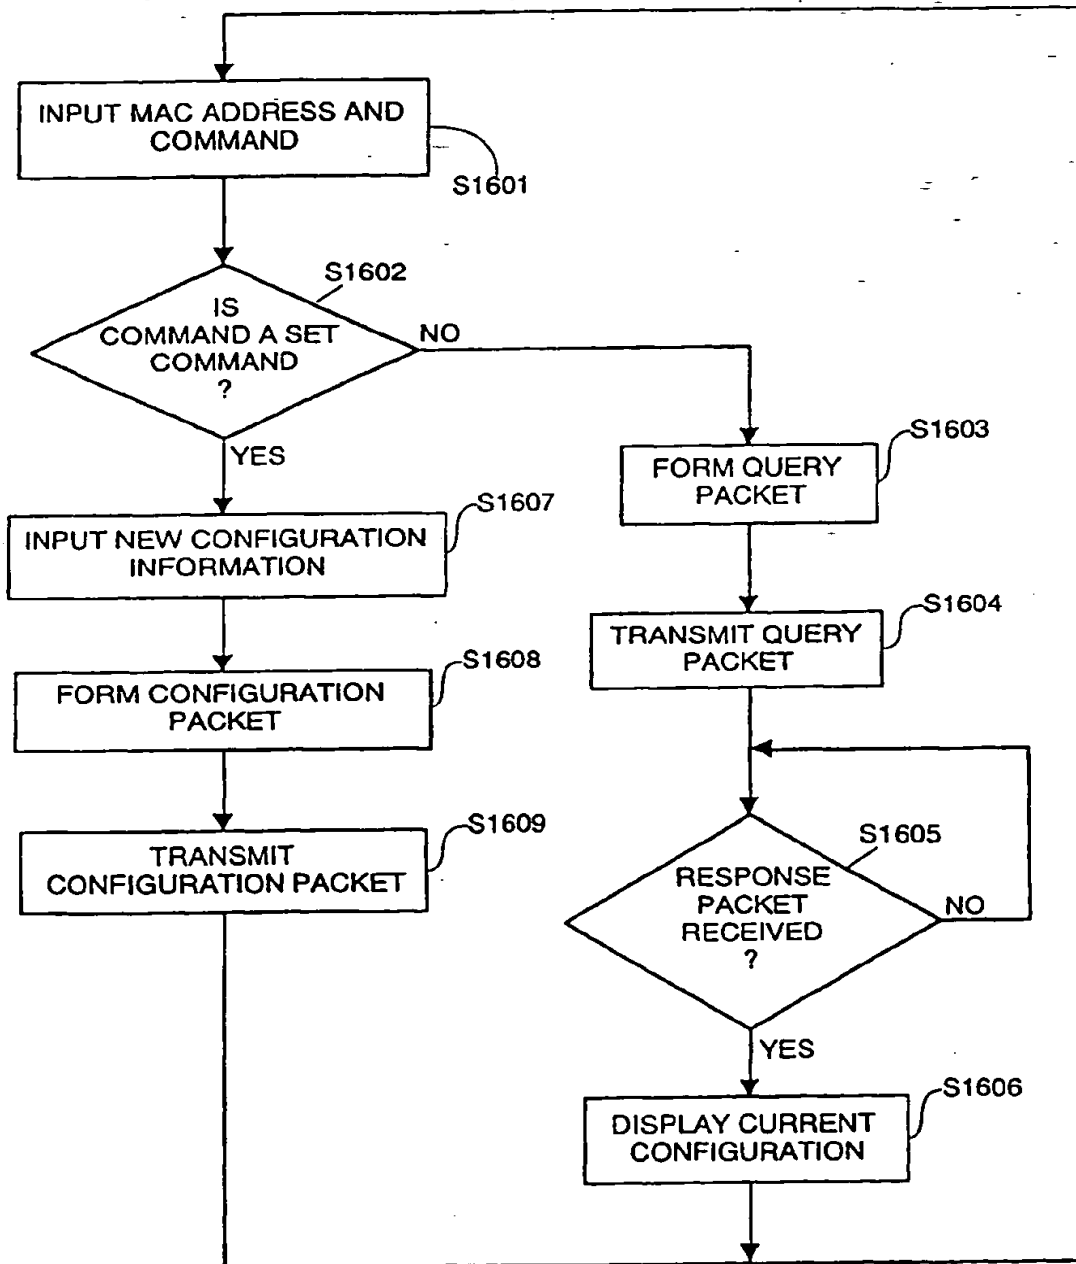 INPUT MAC ADDRESS AND
COMMAND
S1601
S1602
IS
COMMAND A SET
COMMAND
?
NO
YES
S1603
FORM QUERY
PACKET
S1607
INPUT NEW CONFIGURATION
INFORMATION
S1604
TRANSMIT QUERY
PACKET
S1608
FORM CONFIGURATION
PACKET
S1609
TRANSMIT
CONFIGURATION PACKET
S1605
RESPONSE
PACKET
RECEIVED
?
NO
YES
S1606
DISPLAY CURRENT
CONFIGURATION